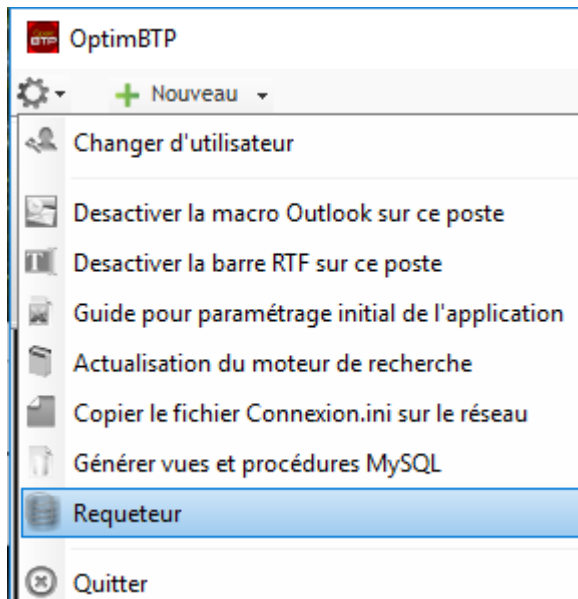 OptimBTP
Nouveau
Changer d'utilisateur
Desactiver la macro Outlook sur ce poste
Desactiver la barre RTF sur ce poste
Guide pour paramétrage initial de l'application
Actualisation du moteur de recherche
Copier le fichier Connexion.ini sur le réseau
Générer vues et procédures MySQL
Requeteur
Quitter